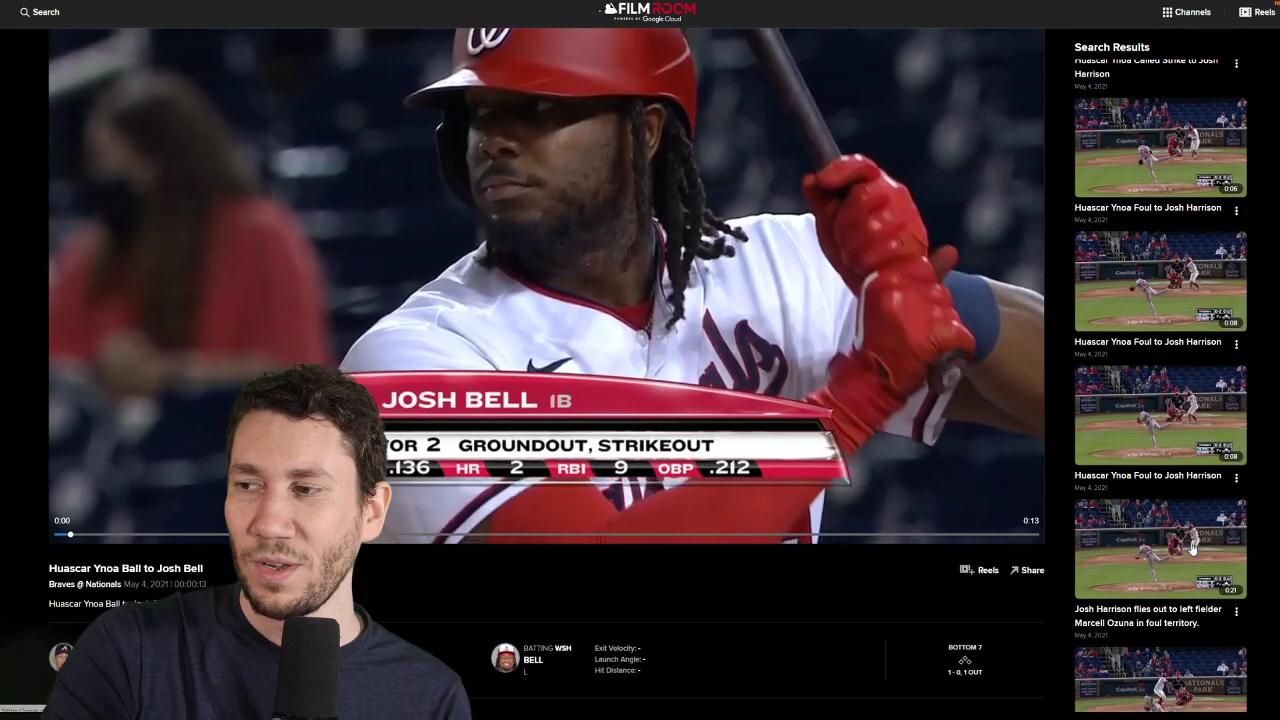 Search
FILMROOM
POWERED BY Google Cloud
Channels
Reels
Search Results
Huascar Ynoa Called Strike to Josh
Harrison
May 4, 2021
0:06
Huascar Ynoa Foul to Josh Harrison
May 4, 2021
0:08
Huascar Ynoa Foul to Josh Harrison
May 4, 2021
0:08
Huascar Ynoa Foul to Josh Harrison
May 4, 2021
0:21
Josh Harrison flies out to left fielder
Marcell Ozuna in foul territory.
May 4, 2021
JOSH BELL 1B
OR 2 GROUNDOUT, STRIKEOUT
.136 HR 2 RBI 9 OBP .212
0:00
0:13
Huascar Ynoa Ball to Josh Bell
Braves @ Nationals May 4, 2021 | 00:00:13
Huascar Ynoa Ball
Reels
Share
BATTING WSH
BELL
L
Exit Velocity: -
Launch Angle: -
Hit Distance: -
BOTTOM 7
1 - 0, 1 OUT